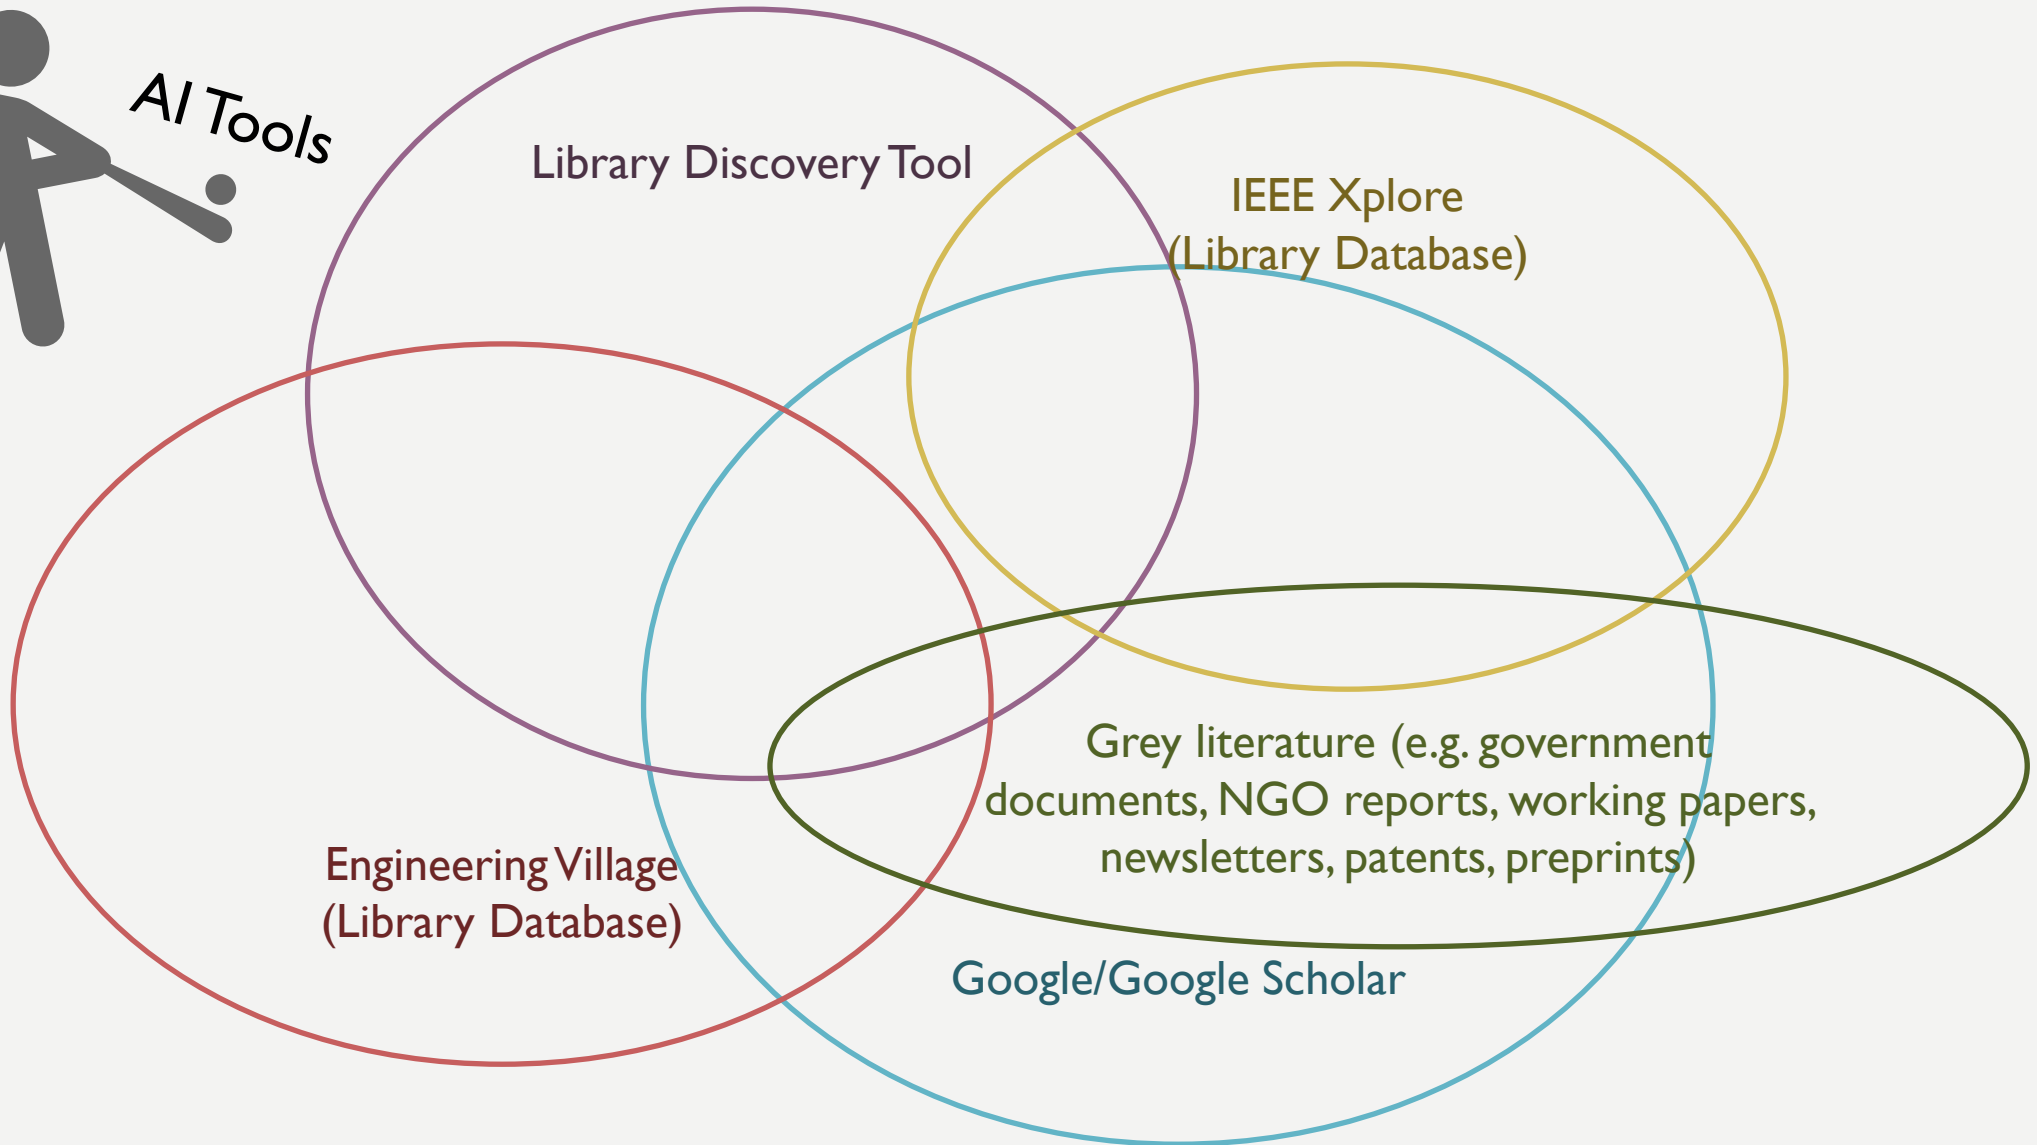 AI Tools
Library Discovery Tool
IEEE Xplore
(Library Database)
Grey literature (e.g. government
documents, NGO reports, working papers,
newsletters, patents, preprints)
Engineering Village
(Library Database)
Google/Google Scholar